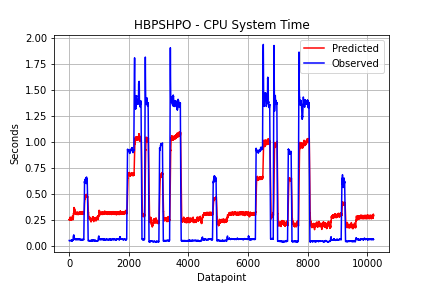 HBPSHPO - CPU System Time
2.00
1.75
1.50
1.25
1.00
0.75
0.50
0.25
0.00
Seconds
Predicted
Observed
0 2000 4000 6000 8000 10000
Datapoint